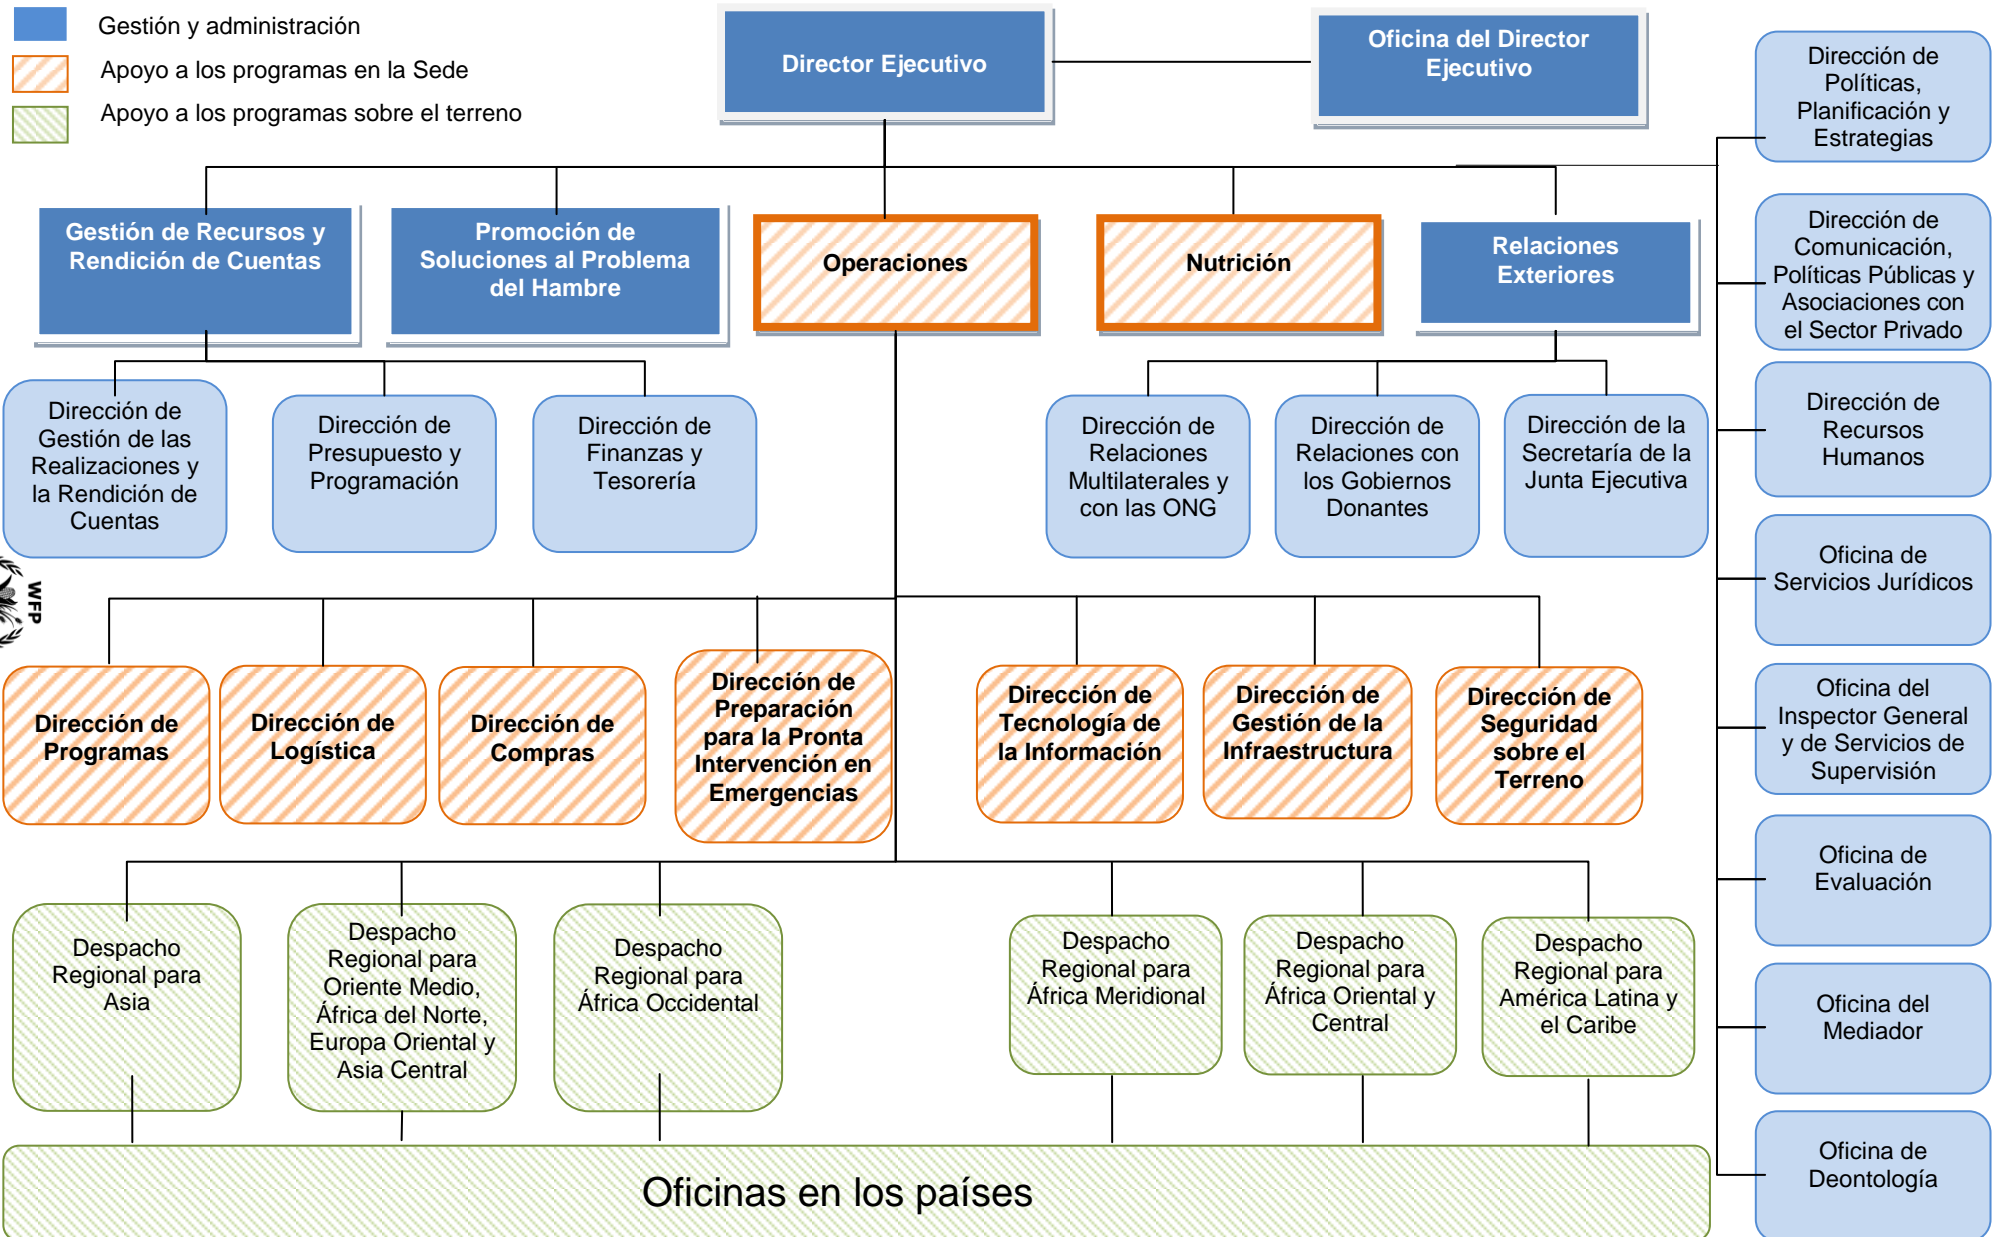 Gestión y administración
Apoyo a los programas en la Sede
Apoyo a los programas sobre el terreno
Director Ejecutivo
Oficina del Director
Ejecutivo
Gestión de Recursos y
Rendición de Cuentas
Promoción de
Soluciones al Problema
del Hambre
Operaciones
Nutrición
Relaciones
Exteriores
Dirección de
Gestión de las
Realizaciones y
la Rendición de
Cuentas
Dirección de
Presupuesto y
Programación
Dirección de
Finanzas y
Tesorería
Dirección de
Relaciones
Multilaterales y
con las ONG
Dirección de
Relaciones con
los Gobiernos
Donantes
Dirección de la
Secretaría de la
Junta Ejecutiva
WFP
Dirección de
Programas
Dirección de
Logística
Dirección de
Compras
Dirección de
Preparación
para la Pronta
Intervención en
Emergencias
Dirección de
Tecnología de
la Información
Dirección de
Gestión de la
Infraestructura
Dirección de
Seguridad
sobre el
Terreno
Despacho
Regional para
Asia
Despacho
Regional para
Oriente Medio,
África del Norte,
Europa Oriental y
Asia Central
Despacho
Regional para
África Occidental
Despacho
Regional para
África Meridional
Despacho
Regional para
África Oriental y
Central
Despacho
Regional para
América Latina y
el Caribe
Oficinas en los países
Dirección de
Políticas,
Planificación y
Estrategias
Dirección de
Comunicación,
Políticas Públicas y
Asociaciones con
el Sector Privado
Dirección de
Recursos
Humanos
Oficina de
Servicios Jurídicos
Oficina del
Inspector General
y de Servicios de
Supervisión
Oficina de
Evaluación
Oficina del
Mediador
Oficina de
Deontología